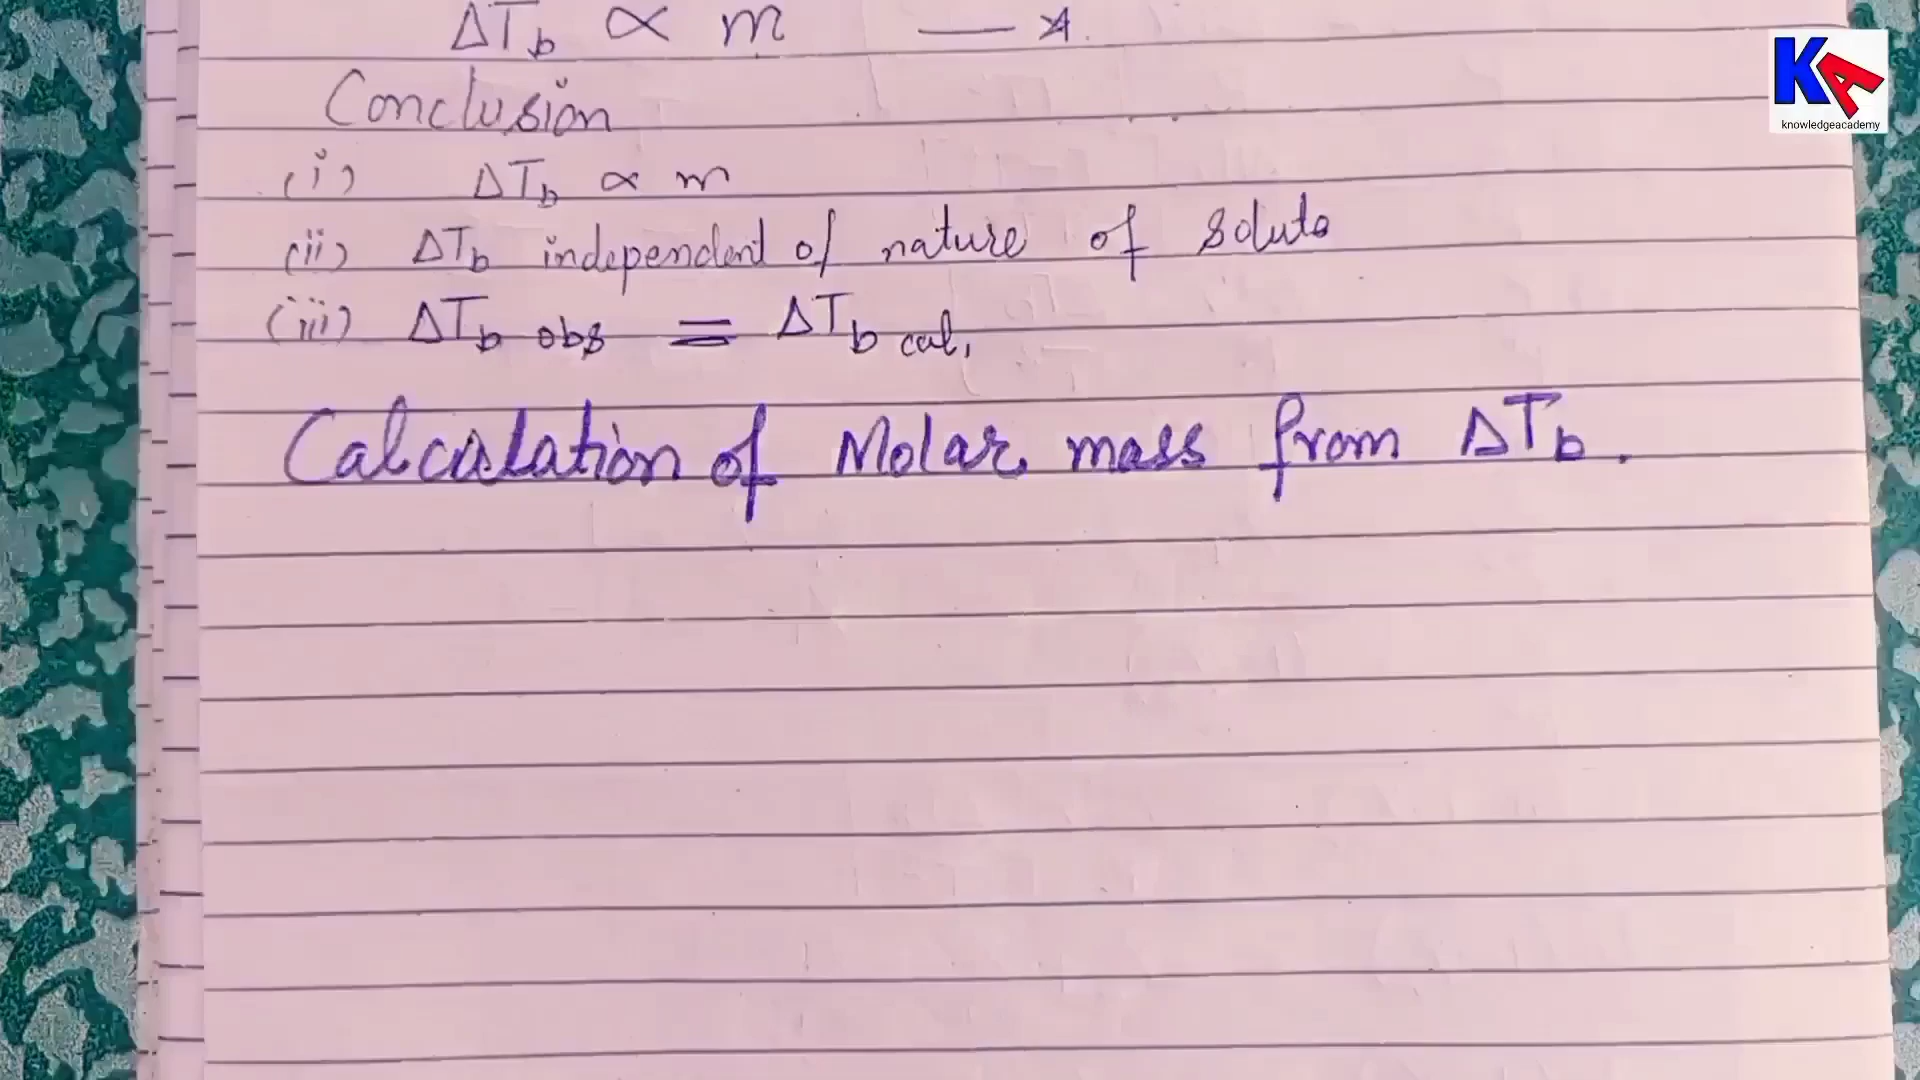 ΔTb ∝ m —
Conclusion
(i) ΔTb ∝ m
(ii) ΔTb independent of nature of solute
(iii) ΔTb obs = ΔTb cal,
Calculation of Molar mass from ΔTb.
KA
knowledgeacademy